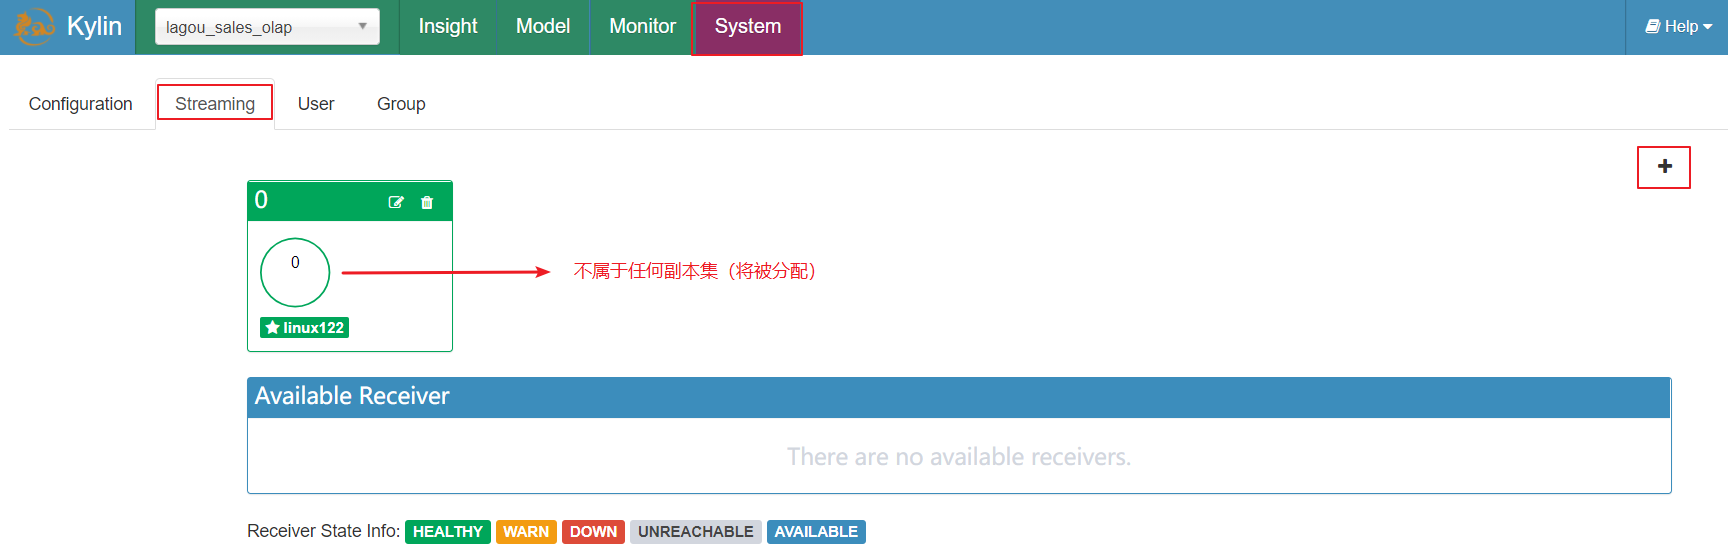 Kylin
lagou_sales_olap
Insight
Model
Monitor
System
Help
Configuration
Streaming
User
Group
+
0
0
不属于任何副本集（将被分配）
linux122
Available Receiver
There are no available receivers.
Receiver State Info: HEALTHY WARN DOWN UNREACHABLE AVAILABLE